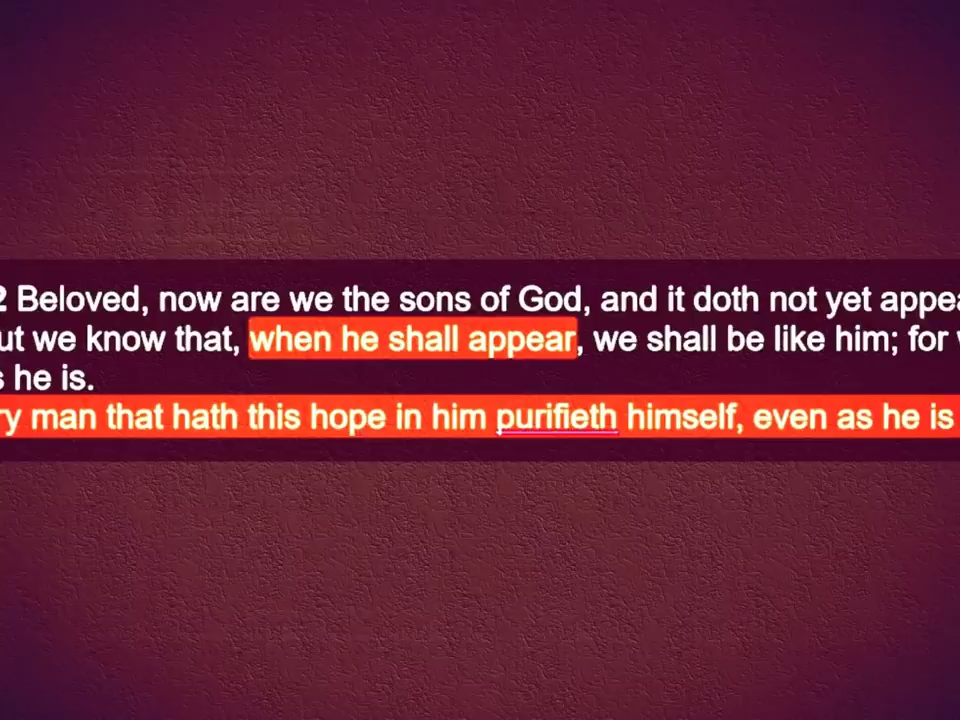 2 Beloved, now are we the sons of God, and it doth not yet appea
ut we know that, when he shall appear, we shall be like him; for
s he is.
ry man that hath this hope in him purifieth himself, even as he is